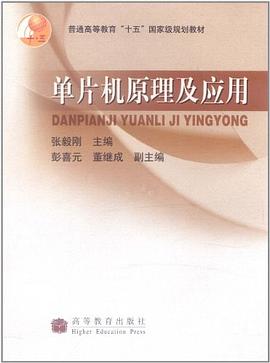 普通高等教育“十五”国家级规划教材
十·五
单片机原理及应用
DANPIANJI YUANLI JI YINGYONG
张毅刚 主编
彭喜元 董继成 副主编
高等教育出版社
Higher Education Press